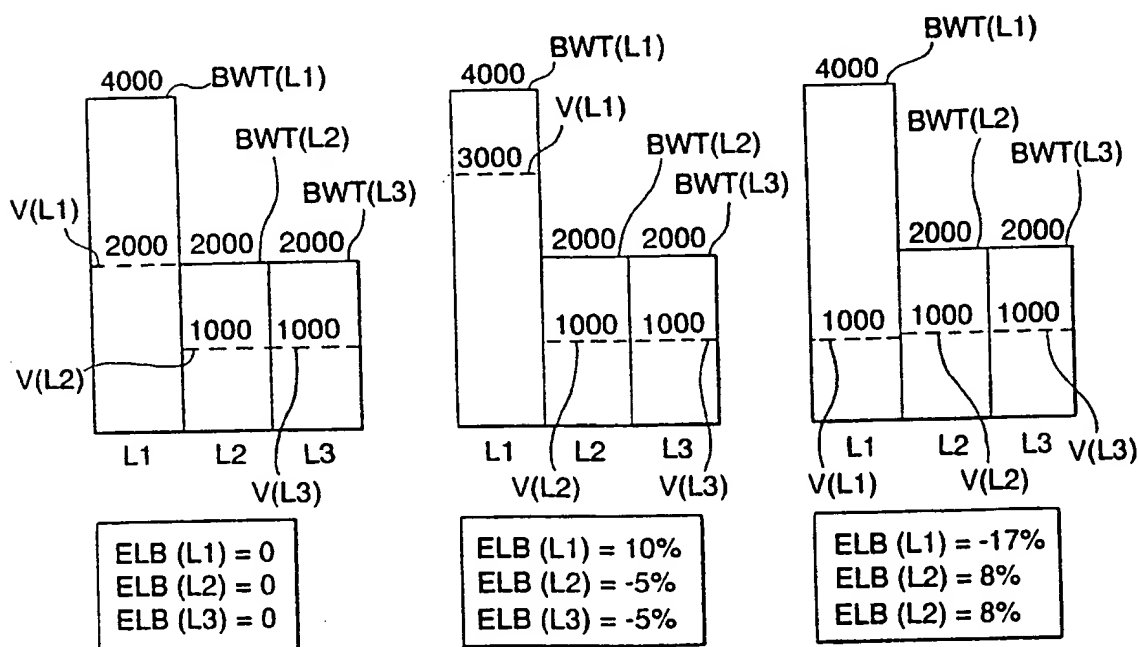 4000
BWT(L1)
BWT(L2)
BWT(L3)
V(L1)
2000 2000 2000
1000 1000
V(L2)
L1 L2 L3
V(L3)
ELB (L1) = 0
ELB (L2) = 0
ELB (L3) = 0
4000
BWT(L1)
V(L1)
3000
BWT(L2)
BWT(L3)
2000 2000
1000 1000
L1 L2 L3
V(L2) V(L3)
ELB (L1) = 10%
ELB (L2) = -5%
ELB (L3) = -5%
4000
BWT(L1)
BWT(L2)
BWT(L3)
2000 2000
1000 1000 1000
L1 L2 L3
V(L1) V(L2) V(L3)
ELB (L1) = -17%
ELB (L2) = 8%
ELB (L2) = 8%